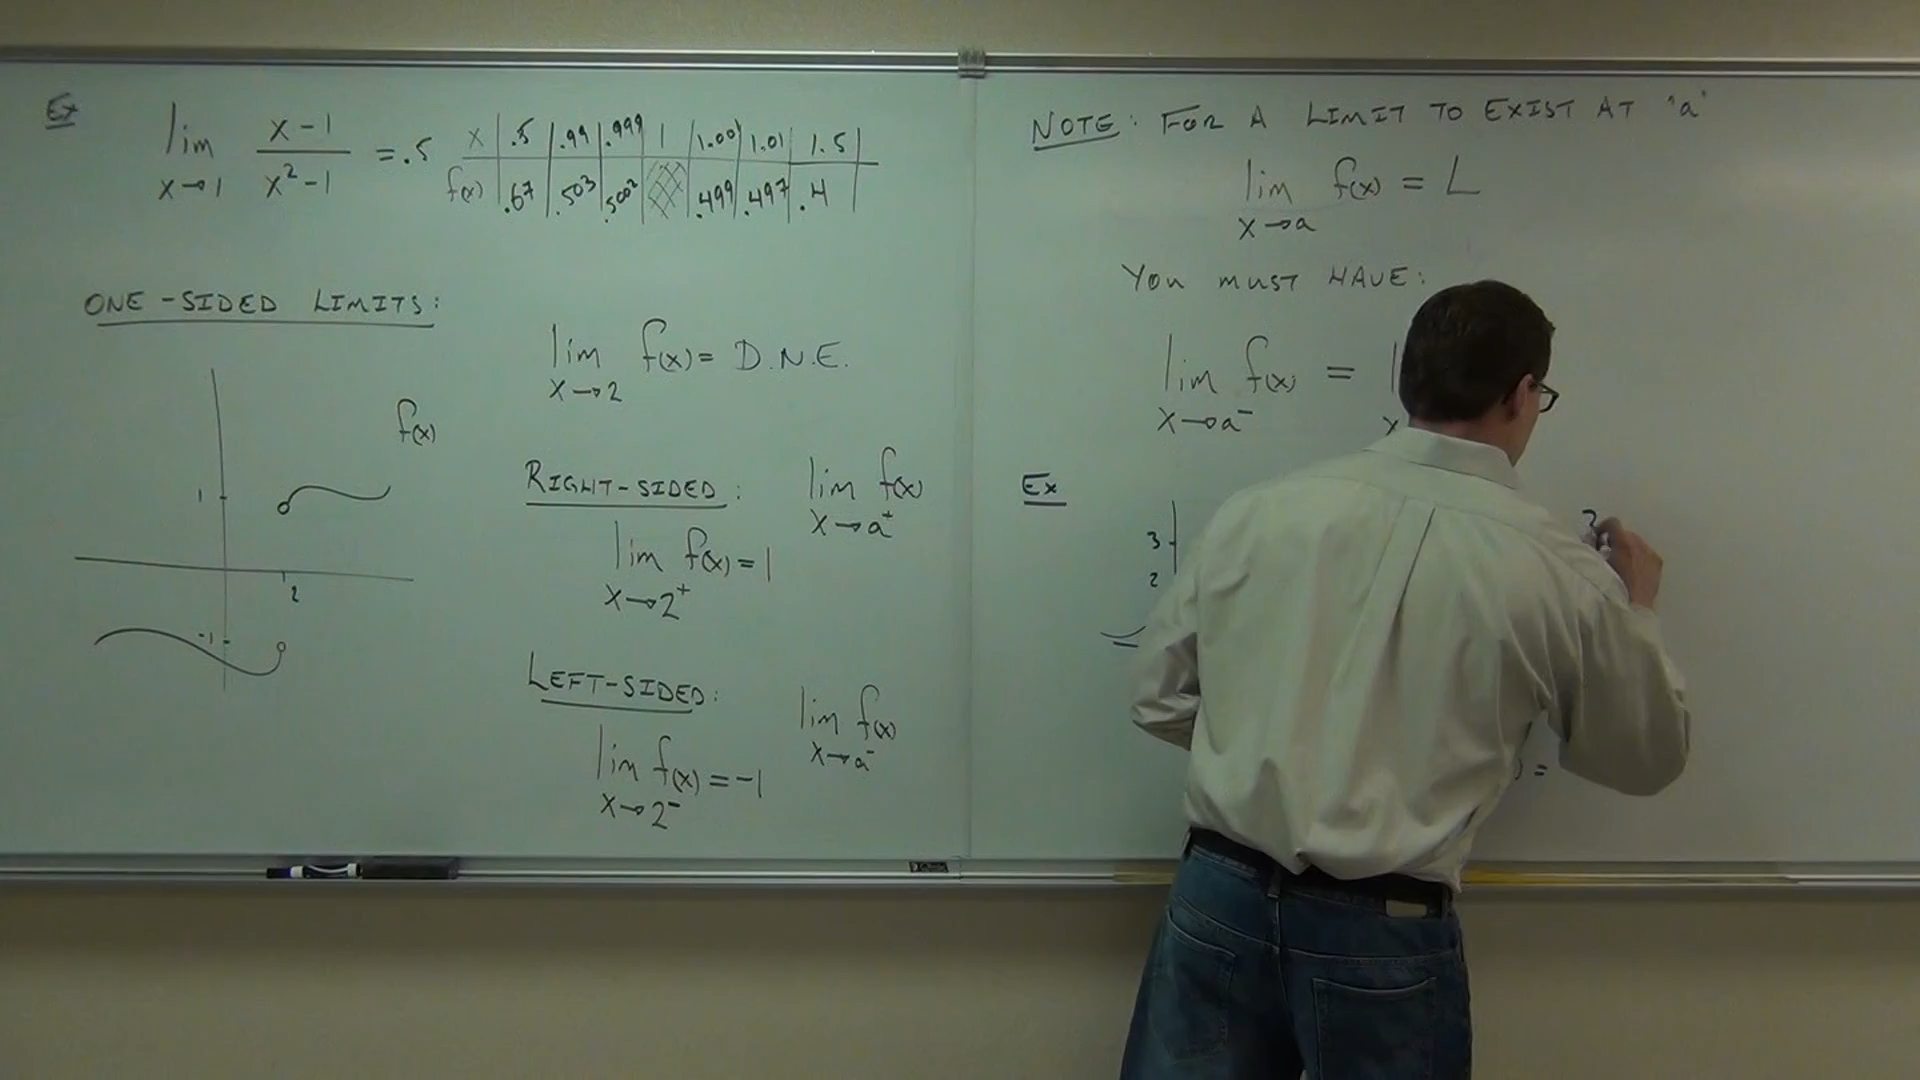 Ex
lim x→1 x-1 / x²-1 = .5
x | .5 | .99 | .999 | 1 | 1.001 | 1.01 | 1.5 |
f(x) | .67 | .503 | .5002 | | .499 | .497 | .4 |
ONE-SIDED LIMITS:
f(x)
1
2
-1
lim f(x) = D.N.E.
x→2
RIGHT-SIDED:
lim f(x)
x→a⁺
lim f(x) = 1
x→2⁺
LEFT-SIDED:
lim f(x)
x→a⁻
lim f(x) = -1
x→2⁻
NOTE: FOR A LIMIT TO EXIST AT 'a'
lim f(x) = L
x→a
YOU MUST HAVE:
lim f(x) =
x→a⁻
Ex
3
2
) =